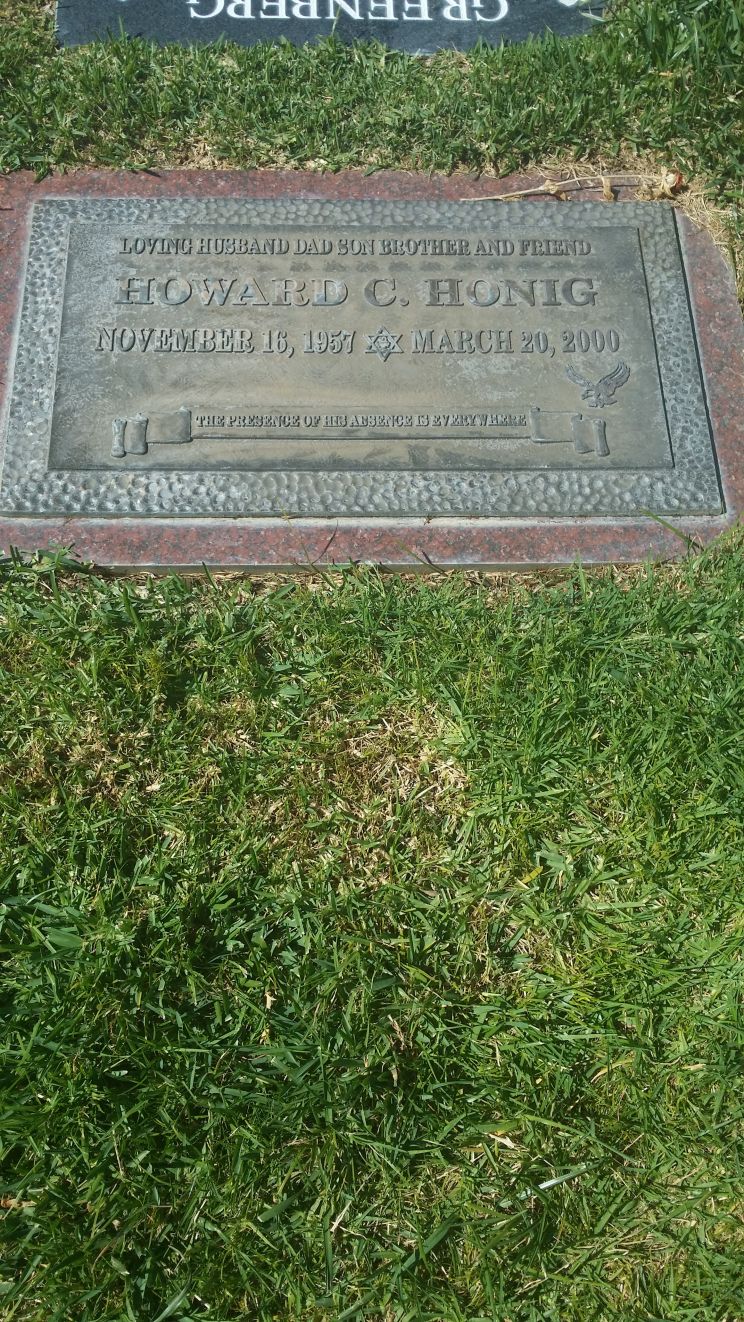 GREENBERG
LOVING HUSBAND DAD SON BROTHER AND FRIEND
HOWARD C. HONIG
NOVEMBER 16, 1957 MARCH 20, 2000
THE PRESENCE OF HIS ABSENCE IS EVERYWHERE